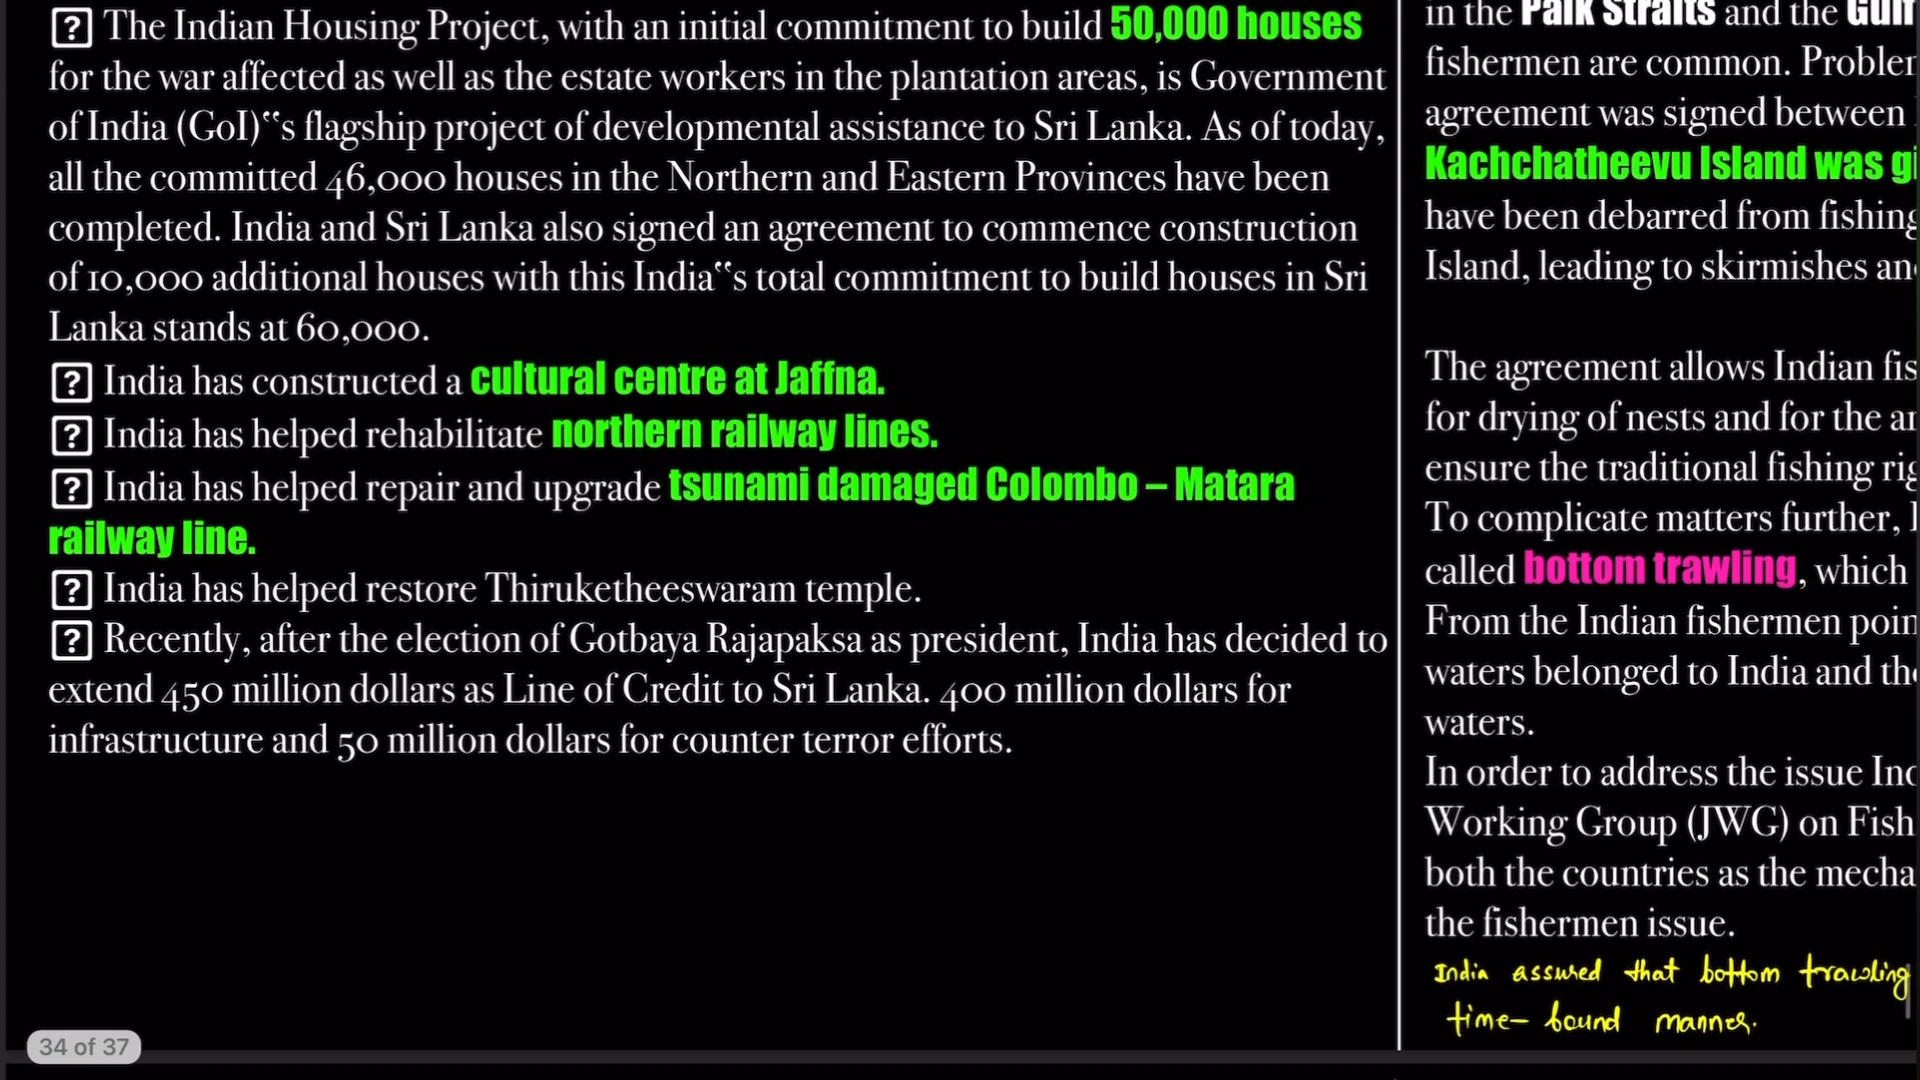 ? The Indian Housing Project, with an initial commitment to build 50,000 houses
for the war affected as well as the estate workers in the plantation areas, is Government
of India (GoI)‟s flagship project of developmental assistance to Sri Lanka. As of today,
all the committed 46,000 houses in the Northern and Eastern Provinces have been
completed. India and Sri Lanka also signed an agreement to commence construction
of 10,000 additional houses with this India‟s total commitment to build houses in Sri
Lanka stands at 60,000.
? India has constructed a cultural centre at Jaffna.
? India has helped rehabilitate northern railway lines.
? India has helped repair and upgrade tsunami damaged Colombo – Matara
railway line.
? India has helped restore Thiruketheeswaram temple.
? Recently, after the election of Gotbaya Rajapaksa as president, India has decided to
extend 450 million dollars as Line of Credit to Sri Lanka. 400 million dollars for
infrastructure and 50 million dollars for counter terror efforts.
34 of 37
in the Palk Straits and the
fishermen are common.
agreement was signed between
Kachchatheevu Island was
have been debarred from fishing
Island, leading to skirmishes
The agreement allows Indian
for drying of nests and for the
ensure the traditional fishing
To complicate matters further,
called bottom trawling, which
From the Indian fishermen
waters belonged to India and
waters.
In order to address the issue
Working Group (JWG) on
both the countries as the
the fishermen issue.
India assured that bottom trawling
time- bound manner.